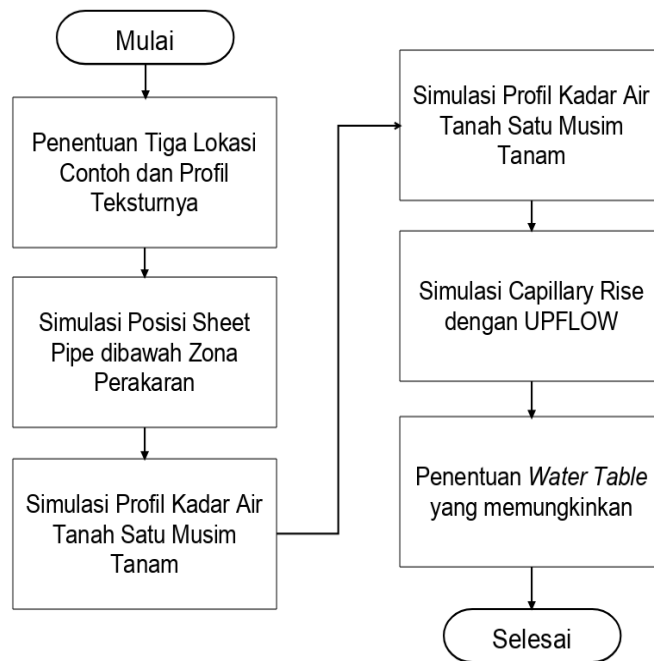 Mulai
Penentuan Tiga Lokasi
Contoh dan Profil
Teksturnya
Simulasi Posisi Sheet
Pipe dibawah Zona
Perakaran
Simulasi Profil Kadar Air
Tanah Satu Musim
Tanam
Simulasi Profil Kadar Air
Tanah Satu Musim
Tanam
Simulasi Capillary Rise
dengan UPFLOW
Penentuan Water Table
yang memungkinkan
Selesai